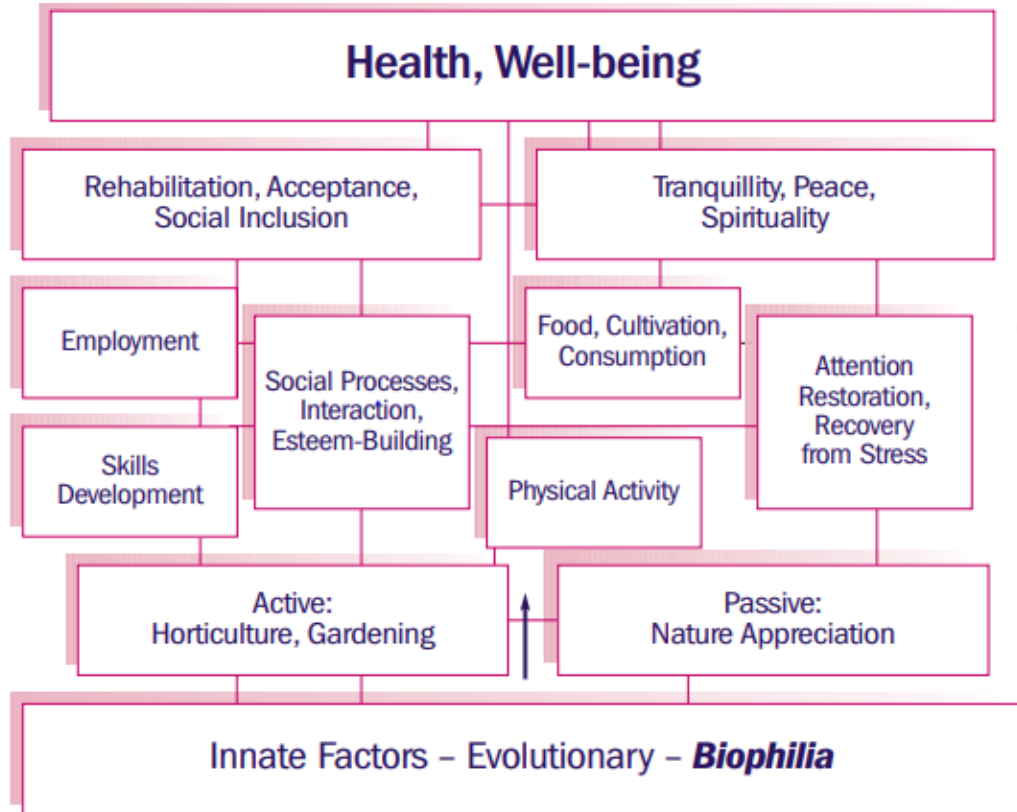 Health, Well-being
Rehabilitation, Acceptance,
Social Inclusion
Tranquillity, Peace,
Spirituality
Employment
Social Processes,
Interaction,
Esteem-Building
Food, Cultivation,
Consumption
Attention
Restoration,
Recovery
from Stress
Skills
Development
Physical Activity
Active:
Horticulture, Gardening
Passive:
Nature Appreciation
Innate Factors – Evolutionary – Biophilia